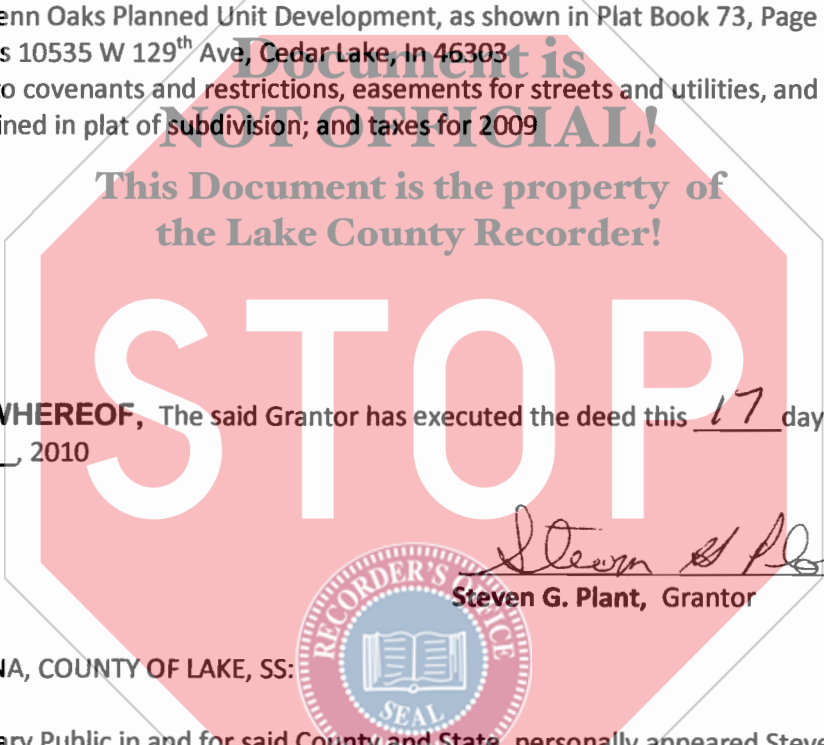 enn Oaks Planned Unit Development, as shown in Plat Book 73, Page
s 10535 W 129th Ave, Cedar Lake, In 46303
o covenants and restrictions, easements for streets and utilities, and
ined in plat of subdivision; and taxes for 2009
Document is
NOT OFFICIAL!
This Document is the property of
the Lake County Recorder!
STOP
WHEREOF, The said Grantor has executed the deed this 17 day
, 2010
Steven G Pla
Steven G. Plant, Grantor
RECORDER'S OFFICE
SEAL
NA, COUNTY OF LAKE, SS:
ary Public in and for said County and State, personally appeared Steve